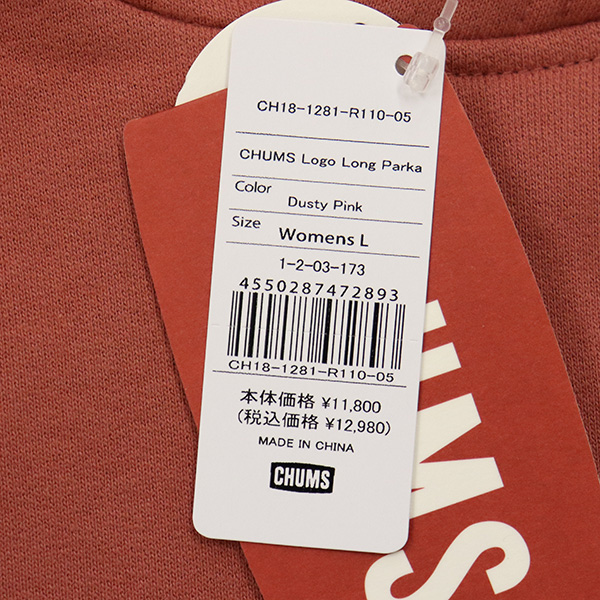 CH18-1281-R110-05
CHUMS Logo Long Parka
Color
Dusty Pink
Size
Womens L
1-2-03-173
4550287472893
CH18-1281-R110-05
本体価格 ¥11,800
(税込価格 ¥12,980)
MADE IN CHINA
CHUMS
UMS